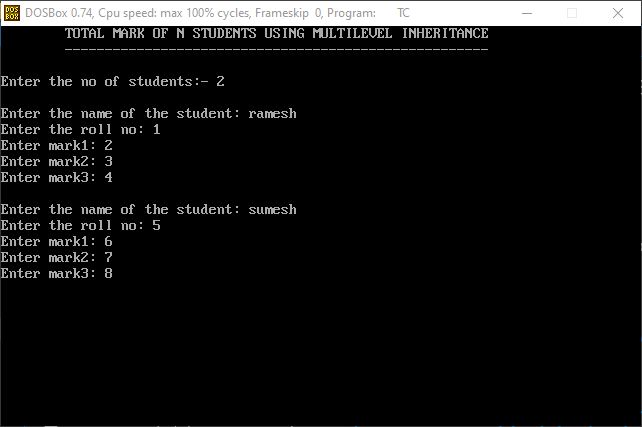 DOS
BOX
DOSBox 0.74, Cpu speed: max 100% cycles, Frameskip 0, Program: TC
TOTAL MARK OF N STUDENTS USING MULTILEVEL INHERITANCE
-----------------------------------------------------
Enter the no of students:- 2
Enter the name of the student: ramesh
Enter the roll no: 1
Enter mark1: 2
Enter mark2: 3
Enter mark3: 4
Enter the name of the student: sumesh
Enter the roll no: 5
Enter mark1: 6
Enter mark2: 7
Enter mark3: 8